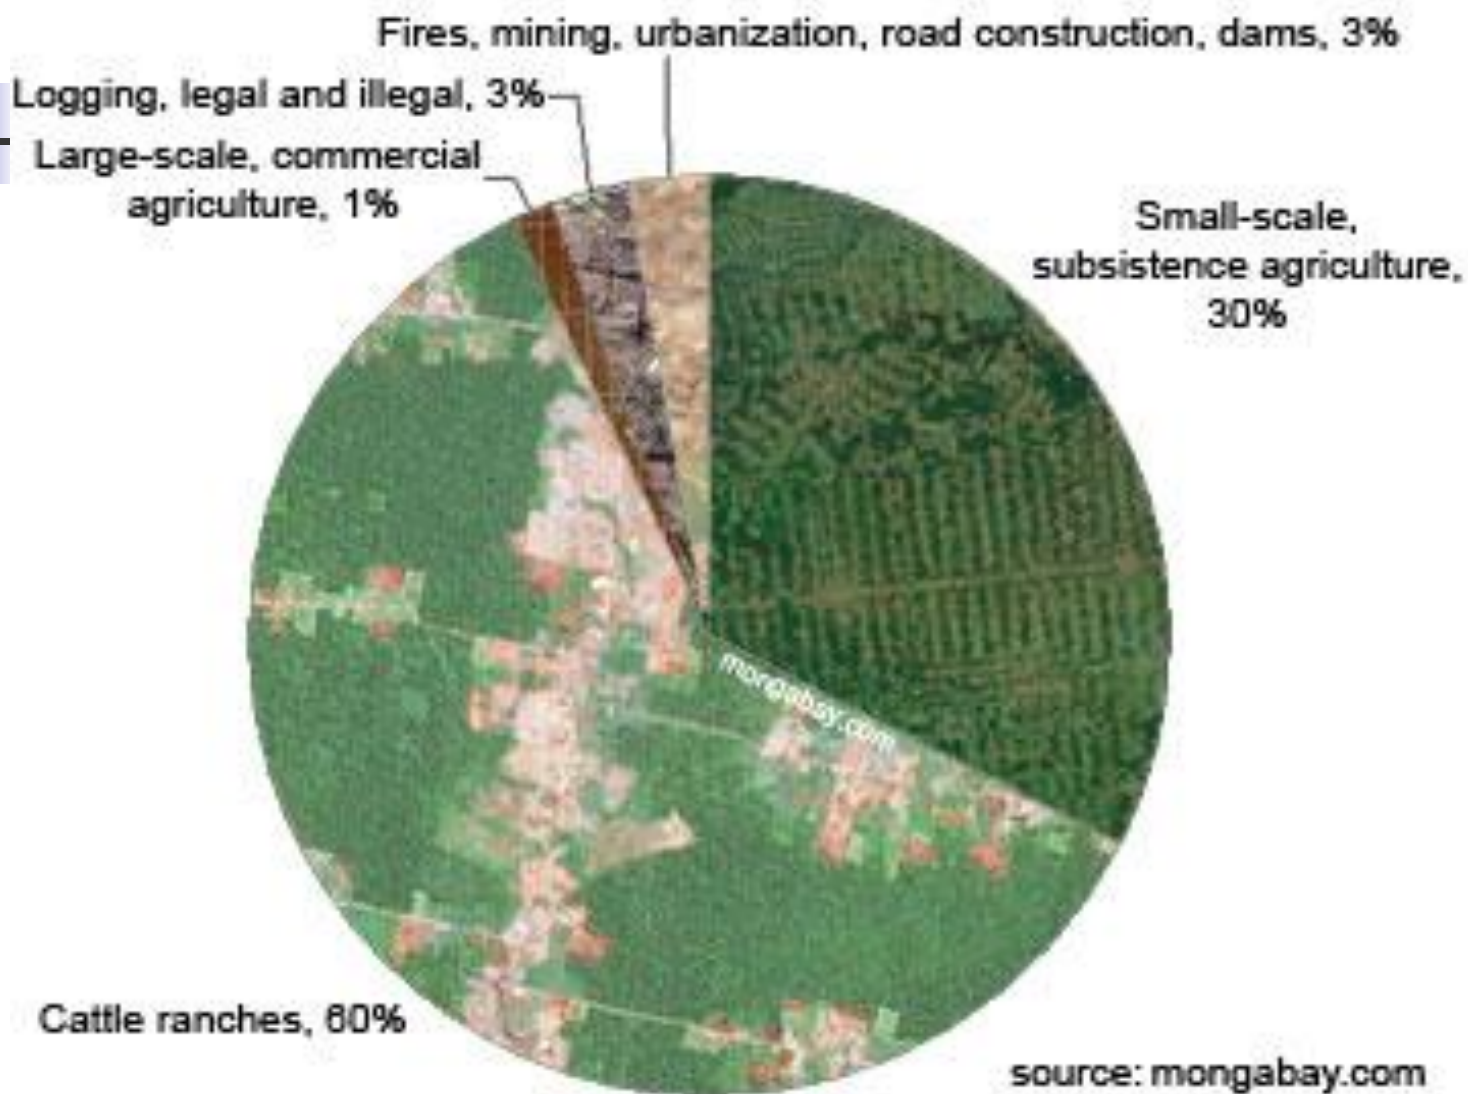 Fires, mining, urbanization, road construction, dams, 3%
Logging, legal and illegal, 3%
Large-scale, commercial
agriculture, 1%
Small-scale,
subsistence agriculture,
30%
mongabay.com
Cattle ranches, 60%
source: mongabay.com